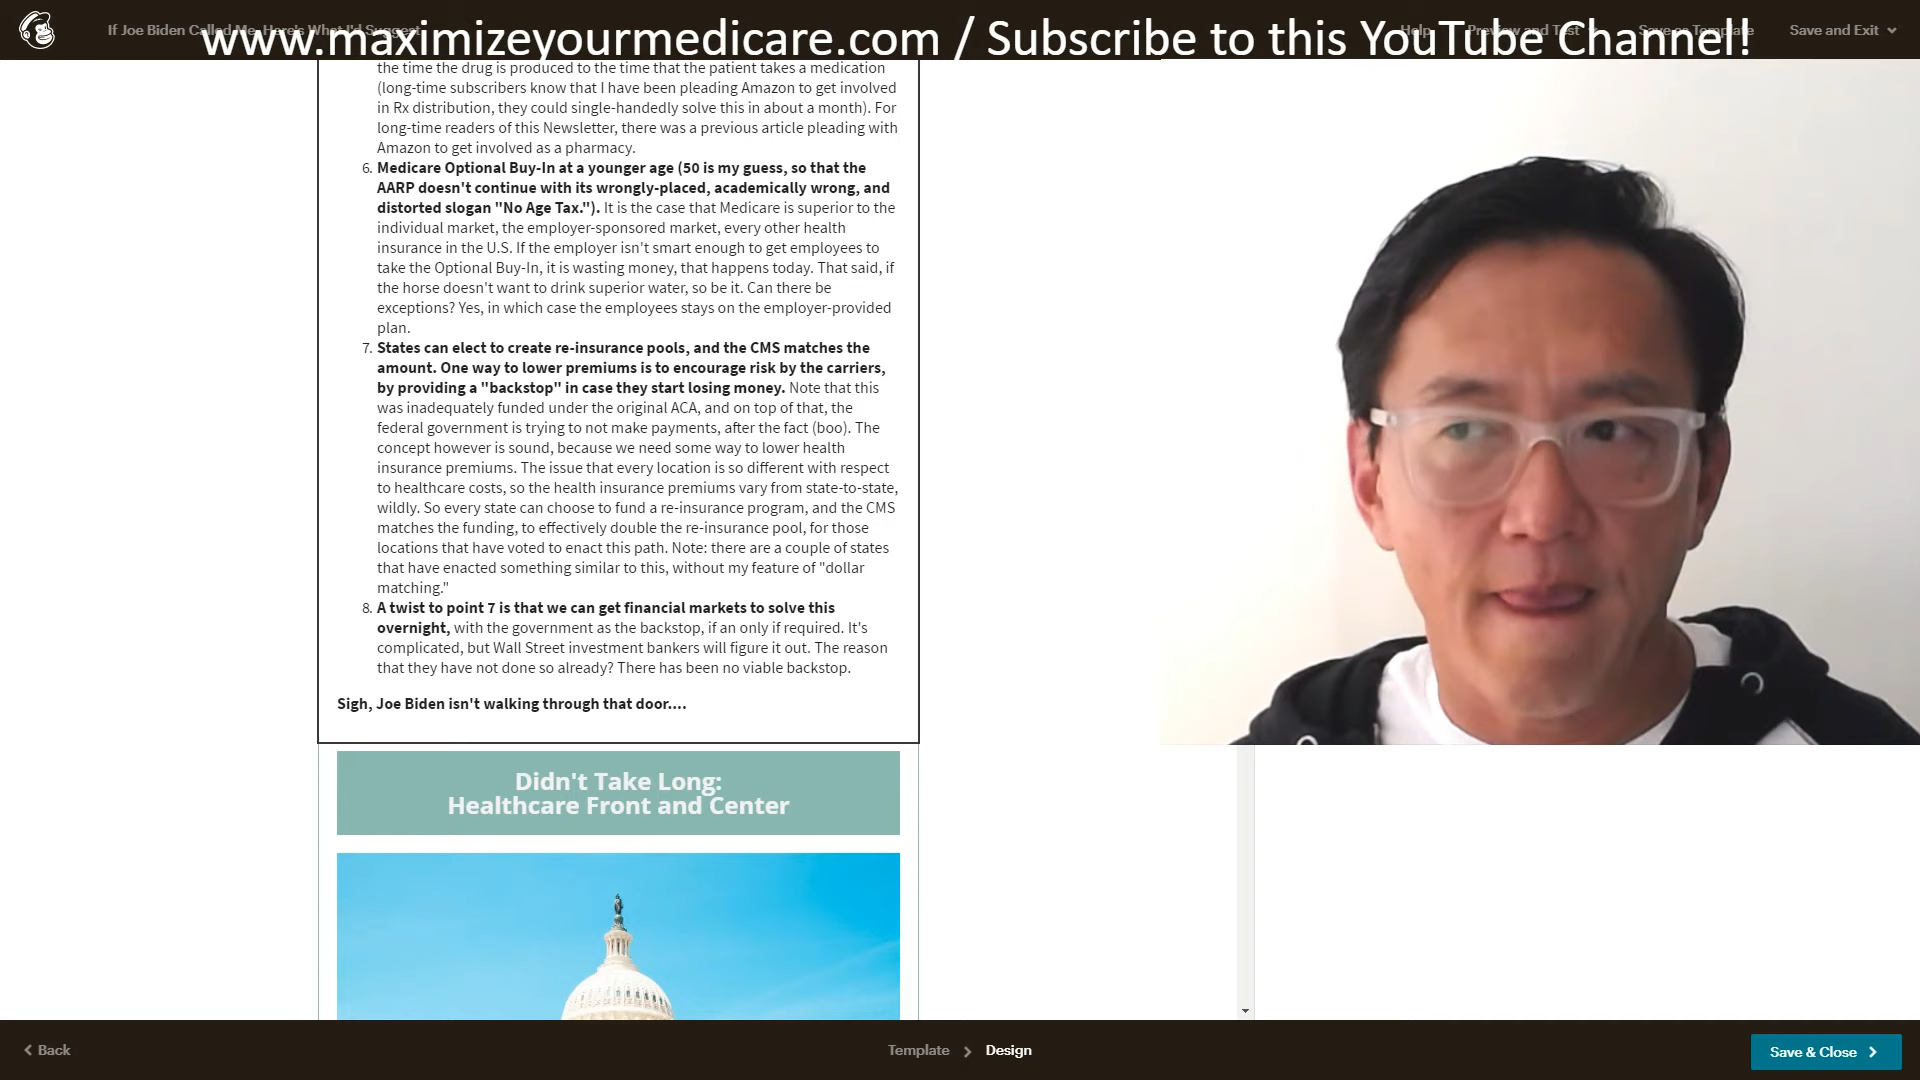 If Joe Biden Called Me, Here's What I'd Suggest
Help
Preview and Test
Save as Template
Save and Exit
www.maximizeyourmedicare.com / Subscribe to this YouTube Channel!
the time the drug is produced to the time that the patient takes a medication
(long-time subscribers know that I have been pleading Amazon to get involved
in Rx distribution, they could single-handedly solve this in about a month). For
long-time readers of this Newsletter, there was a previous article pleading with
Amazon to get involved as a pharmacy.
6. Medicare Optional Buy-In at a younger age (50 is my guess, so that the
AARP doesn't continue with its wrongly-placed, academically wrong, and
distorted slogan "No Age Tax."). It is the case that Medicare is superior to the
individual market, the employer-sponsored market, every other health
insurance in the U.S. If the employer isn't smart enough to get employees to
take the Optional Buy-In, it is wasting money, that happens today. That said, if
the horse doesn't want to drink superior water, so be it. Can there be
exceptions? Yes, in which case the employees stays on the employer-provided
plan.
7. States can elect to create re-insurance pools, and the CMS matches the
amount. One way to lower premiums is to encourage risk by the carriers,
by providing a "backstop" in case they start losing money. Note that this
was inadequately funded under the original ACA, and on top of that, the
federal government is trying to not make payments, after the fact (boo). The
concept however is sound, because we need some way to lower health
insurance premiums. The issue that every location is so different with respect
to healthcare costs, so the health insurance premiums vary from state-to-state,
wildly. So every state can choose to fund a re-insurance program, and the CMS
matches the funding, to effectively double the re-insurance pool, for those
locations that have voted to enact this path. Note: there are a couple of states
that have enacted something similar to this, without my feature of "dollar
matching."
8. A twist to point 7 is that we can get financial markets to solve this
overnight, with the government as the backstop, if an only if required. It's
complicated, but Wall Street investment bankers will figure it out. The reason
that they have not done so already? There has been no viable backstop.
Sigh, Joe Biden isn't walking through that door....
Didn't Take Long:
Healthcare Front and Center
Back
Template
Design
Save & Close